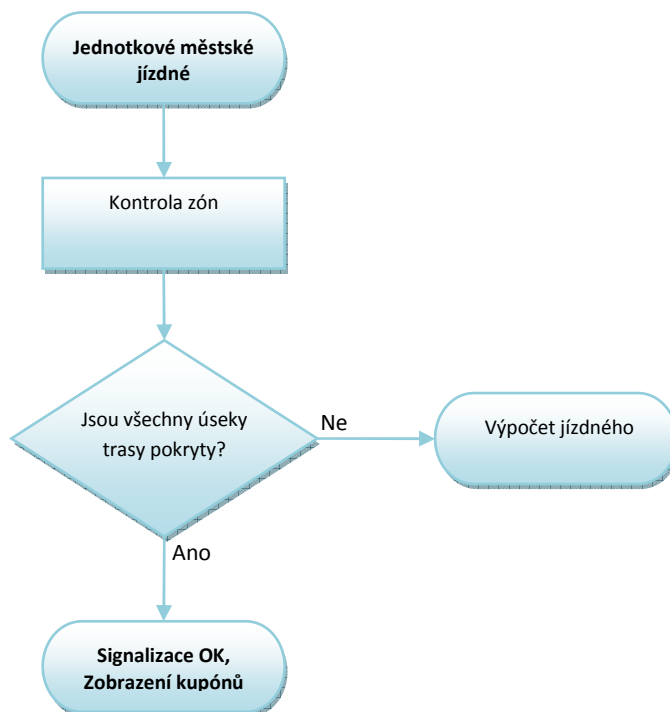 Jednotkové městské
jízdné
Kontrola zón
Jsou všechny úseky
trasy pokryty?
Ne
Výpočet jízdného
Ano
Signalizace OK,
Zobrazení kupónů